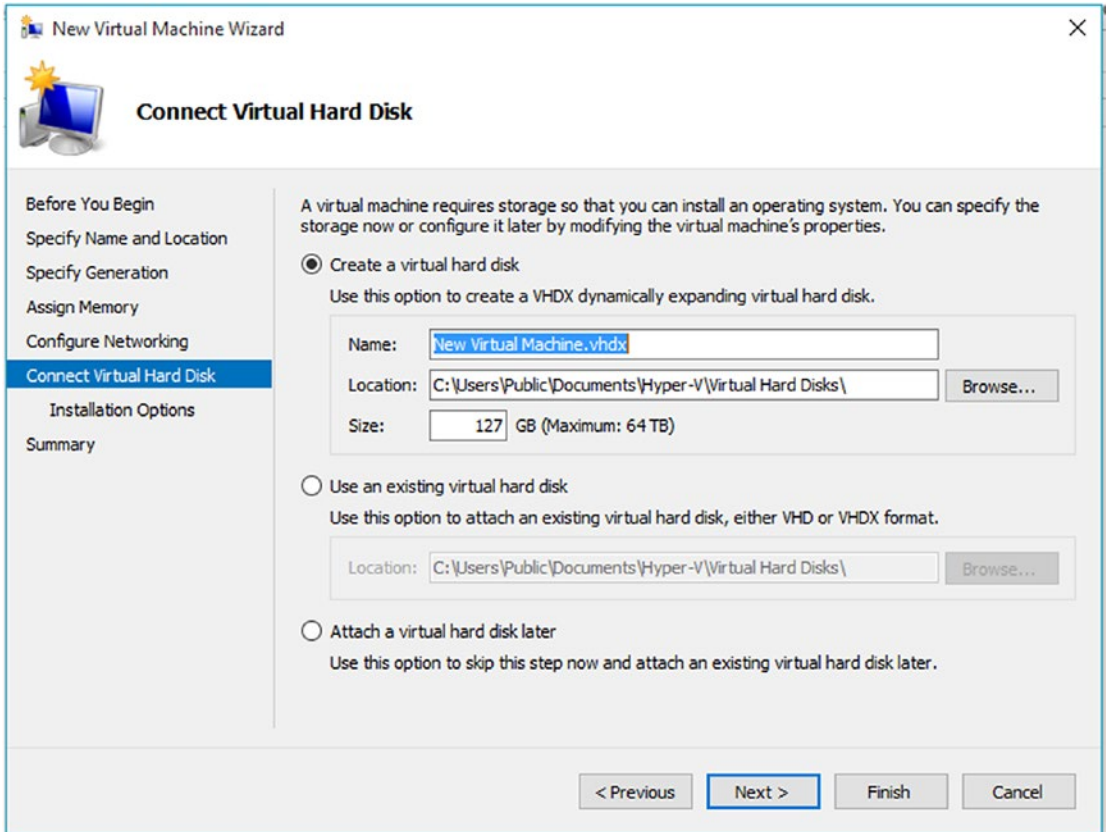 New Virtual Machine Wizard
Connect Virtual Hard Disk
Before You Begin
Specify Name and Location
Specify Generation
Assign Memory
Configure Networking
Connect Virtual Hard Disk
Installation Options
Summary
A virtual machine requires storage so that you can install an operating system. You can specify the
storage now or configure it later by modifying the virtual machine's properties.
Create a virtual hard disk
Use this option to create a VHDX dynamically expanding virtual hard disk.
Name: New Virtual Machine.vhdx
Location: C:\Users\Public\Documents\Hyper-V\Virtual Hard Disks\ Browse...
Size: 127 GB (Maximum: 64 TB)
Use an existing virtual hard disk
Use this option to attach an existing virtual hard disk, either VHD or VHDX format.
Location: C:\Users\Public\Documents\Hyper-V\Virtual Hard Disks\ Browse...
Attach a virtual hard disk later
Use this option to skip this step now and attach an existing virtual hard disk later.
< Previous Next > Finish Cancel